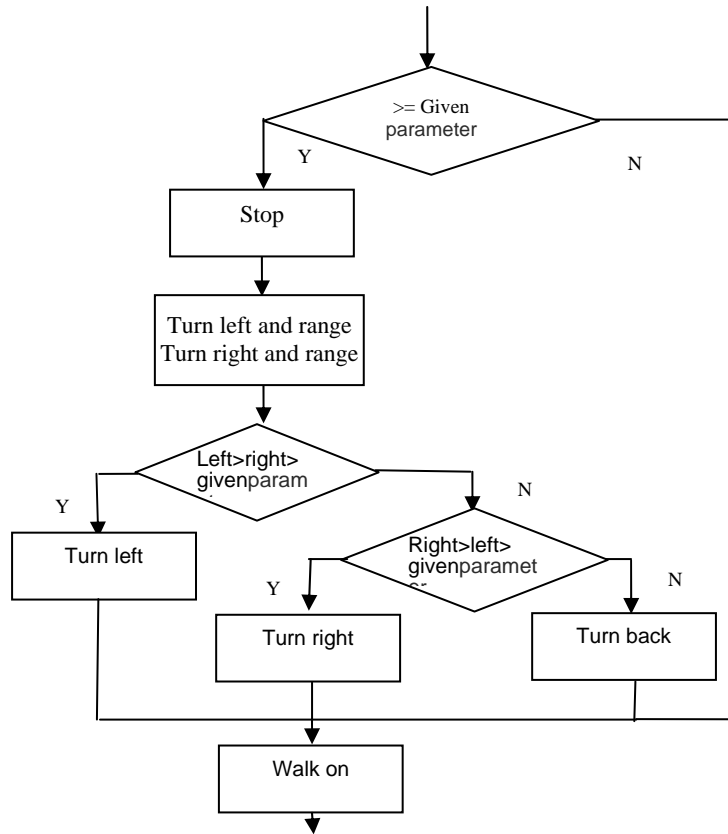 >= Given
parameter
Y
N
Stop
Turn left and range
Turn right and range
Left>right>
givenparam
Y
N
Turn left
Right>left>
givenparamet
Y
N
Turn right
Turn back
Walk on